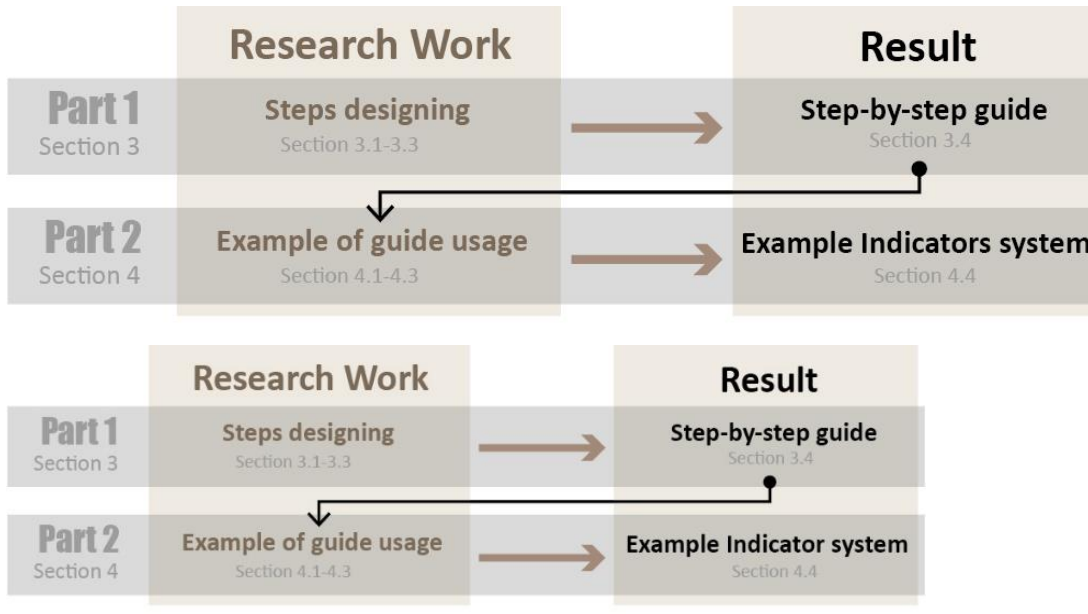 Research Work
Result
Part 1
Section 3
Steps designing
Section 3.1-3.3
Step-by-step guide
Section 3.4
Part 2
Section 4
Example of guide usage
Section 4.1-4.3
Example Indicators system
Section 4.4
Research Work
Result
Part 1
Section 3
Steps designing
Section 3.1-3.3
Step-by-step guide
Section 3.4
Part 2
Section 4
Example of guide usage
Section 4.1-4.3
Example Indicator system
Section 4.4